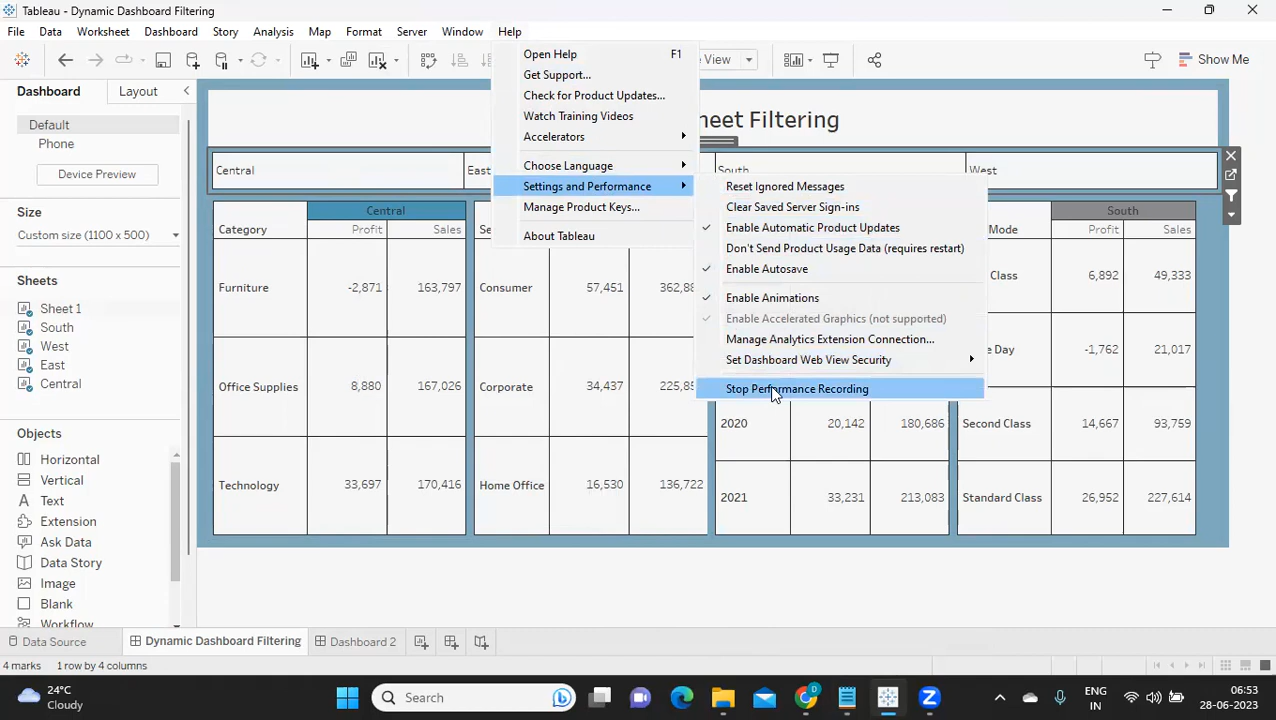 Tableau - Dynamic Dashboard Filtering
File Data Worksheet Dashboard Story Analysis Map Format Server Window Help
View
Show Me
Dashboard Layout
Default
Phone
Device Preview
Size
Custom size (1100 x 500)
Sheets
Sheet 1
South
West
East
Central
Objects
Horizontal
Vertical
Text
Extension
Ask Data
Data Story
Image
Blank
Workflow
Open Help F1
Get Support...
Check for Product Updates...
Watch Training Videos
Accelerators
Choose Language
Settings and Performance
Manage Product Keys...
About Tableau
Reset Ignored Messages
Clear Saved Server Sign-ins
Enable Automatic Product Updates
Don't Send Product Usage Data (requires restart)
Enable Autosave
Enable Animations
Enable Accelerated Graphics (not supported)
Manage Analytics Extension Connection...
Set Dashboard Web View Security
Stop Performance Recording
Filtering
Central East South West
Central
Category Profit Sales
Furniture -2,871 163,797
Office Supplies 8,880 167,026
Technology 33,697 170,416
Consumer 57,451
Corporate 34,437
Home Office 16,530 136,722
2020 20,142 180,686
2021 33,231 213,083
South
Mode Profit Sales
Class 6,892 49,333
Day -1,762 21,017
Second Class 14,667 93,759
Standard Class 26,952 227,614
Data Source Dynamic Dashboard Filtering Dashboard 2
4 marks 1 row by 4 columns
24°C
Cloudy
Search
ENG
IN
06:53
28-06-2023